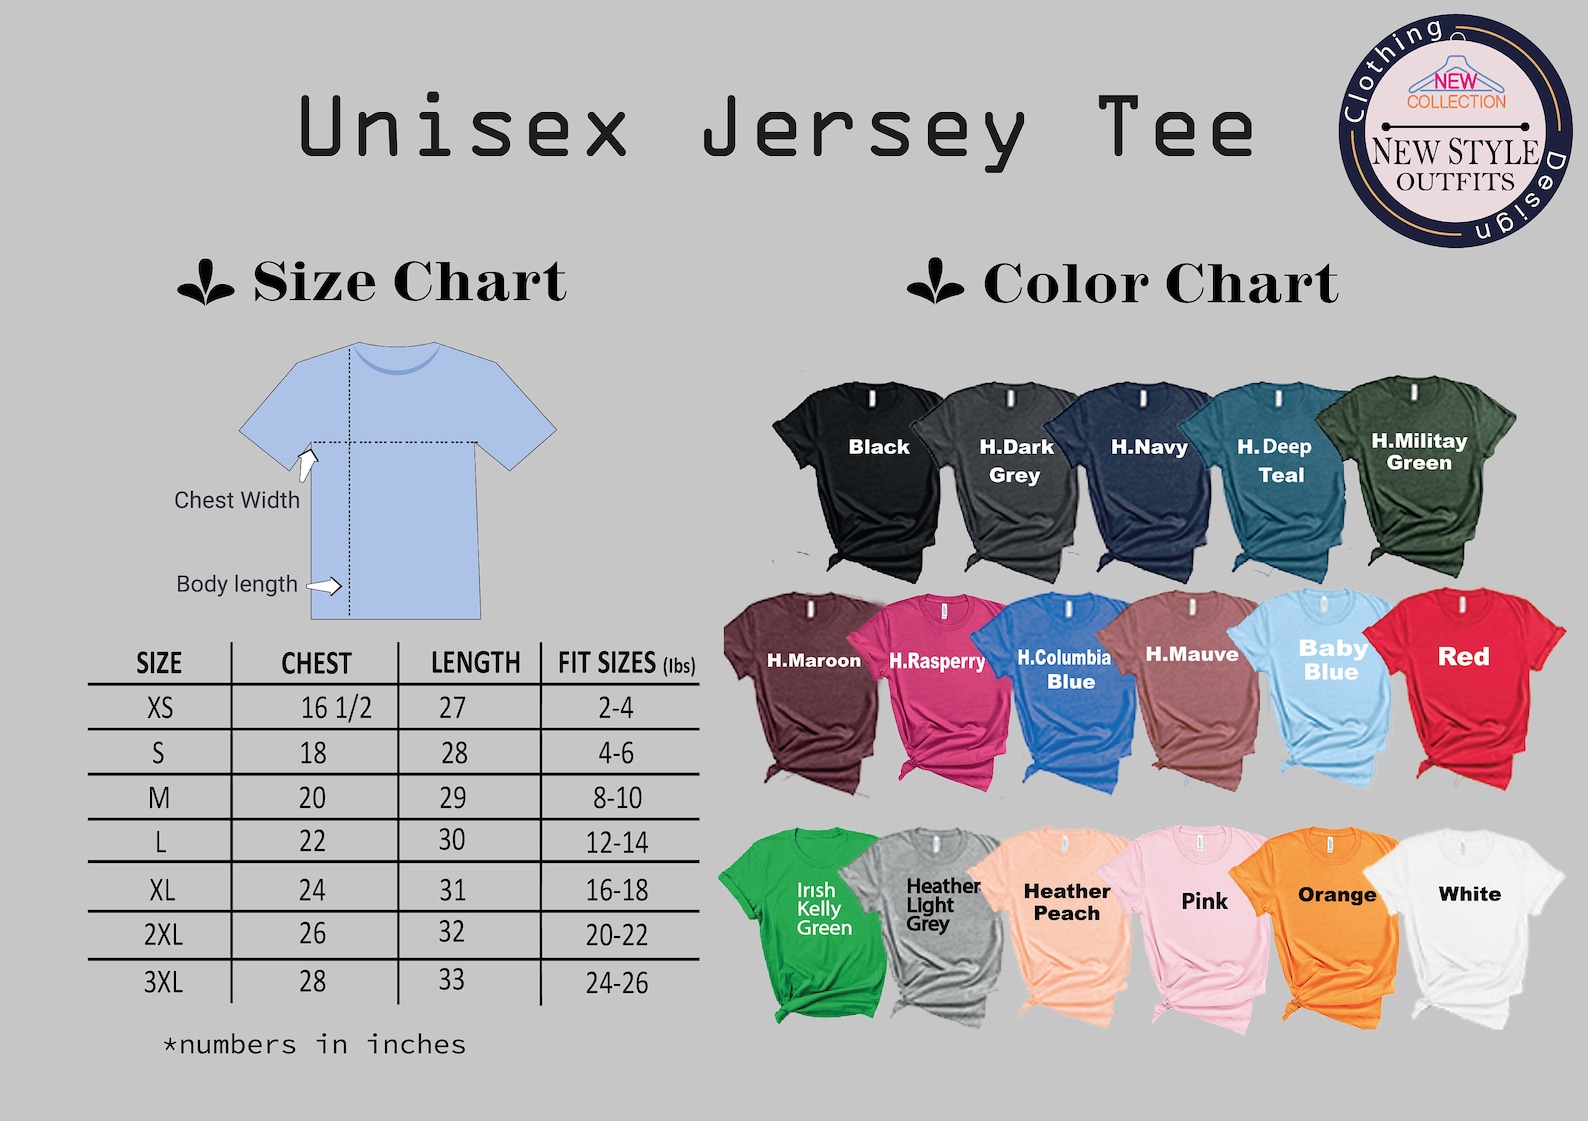 Clothing
Design
NEW
COLLECTION
NEW STYLE
OUTFITS
Unisex Jersey Tee
Size Chart
Chest Width
Body length
SIZE CHEST LENGTH FIT SIZES (lbs)
XS 16 1/2 27 2-4
S 18 28 4-6
M 20 29 8-10
L 22 30 12-14
XL 24 31 16-18
2XL 26 32 20-22
3XL 28 33 24-26
*numbers in inches
Color Chart
Black
H.Dark
Grey
H.Navy
H.Deep
Teal
H.Militay
Green
H.Maroon
H.Rasperry
H.Columbia
Blue
H.Mauve
Baby
Blue
Red
Irish
Kelly
Green
Heather
Light
Grey
Heather
Peach
Pink
Orange
White